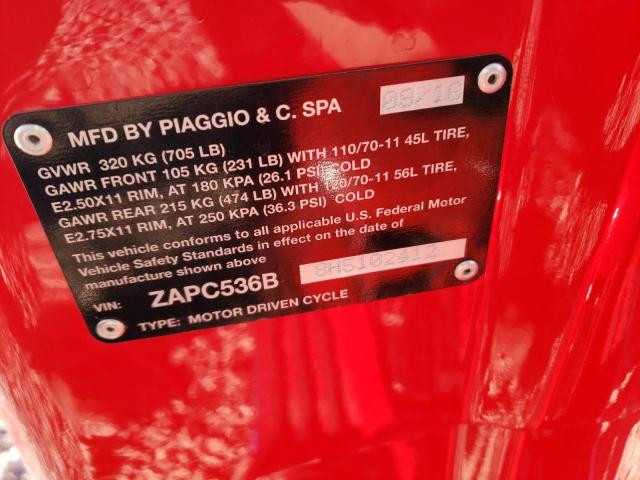 MFD BY PIAGGIO & C. SPA 09/16
GVWR 320 KG (705 LB)
GAWR FRONT 105 KG (231 LB) WITH 110/70-11 45L TIRE,
E2.50X11 RIM, AT 180 KPA (26.1 PSI) COLD
GAWR REAR 215 KG (474 LB) WITH 120/70-11 56L TIRE,
E2.75X11 RIM, AT 250 KPA (36.3 PSI) COLD
This vehicle conforms to all applicable U.S. Federal Motor
Vehicle Safety Standards in effect on the date of
manufacture shown above
VIN: ZAPC536B 8H5102412
TYPE: MOTOR DRIVEN CYCLE